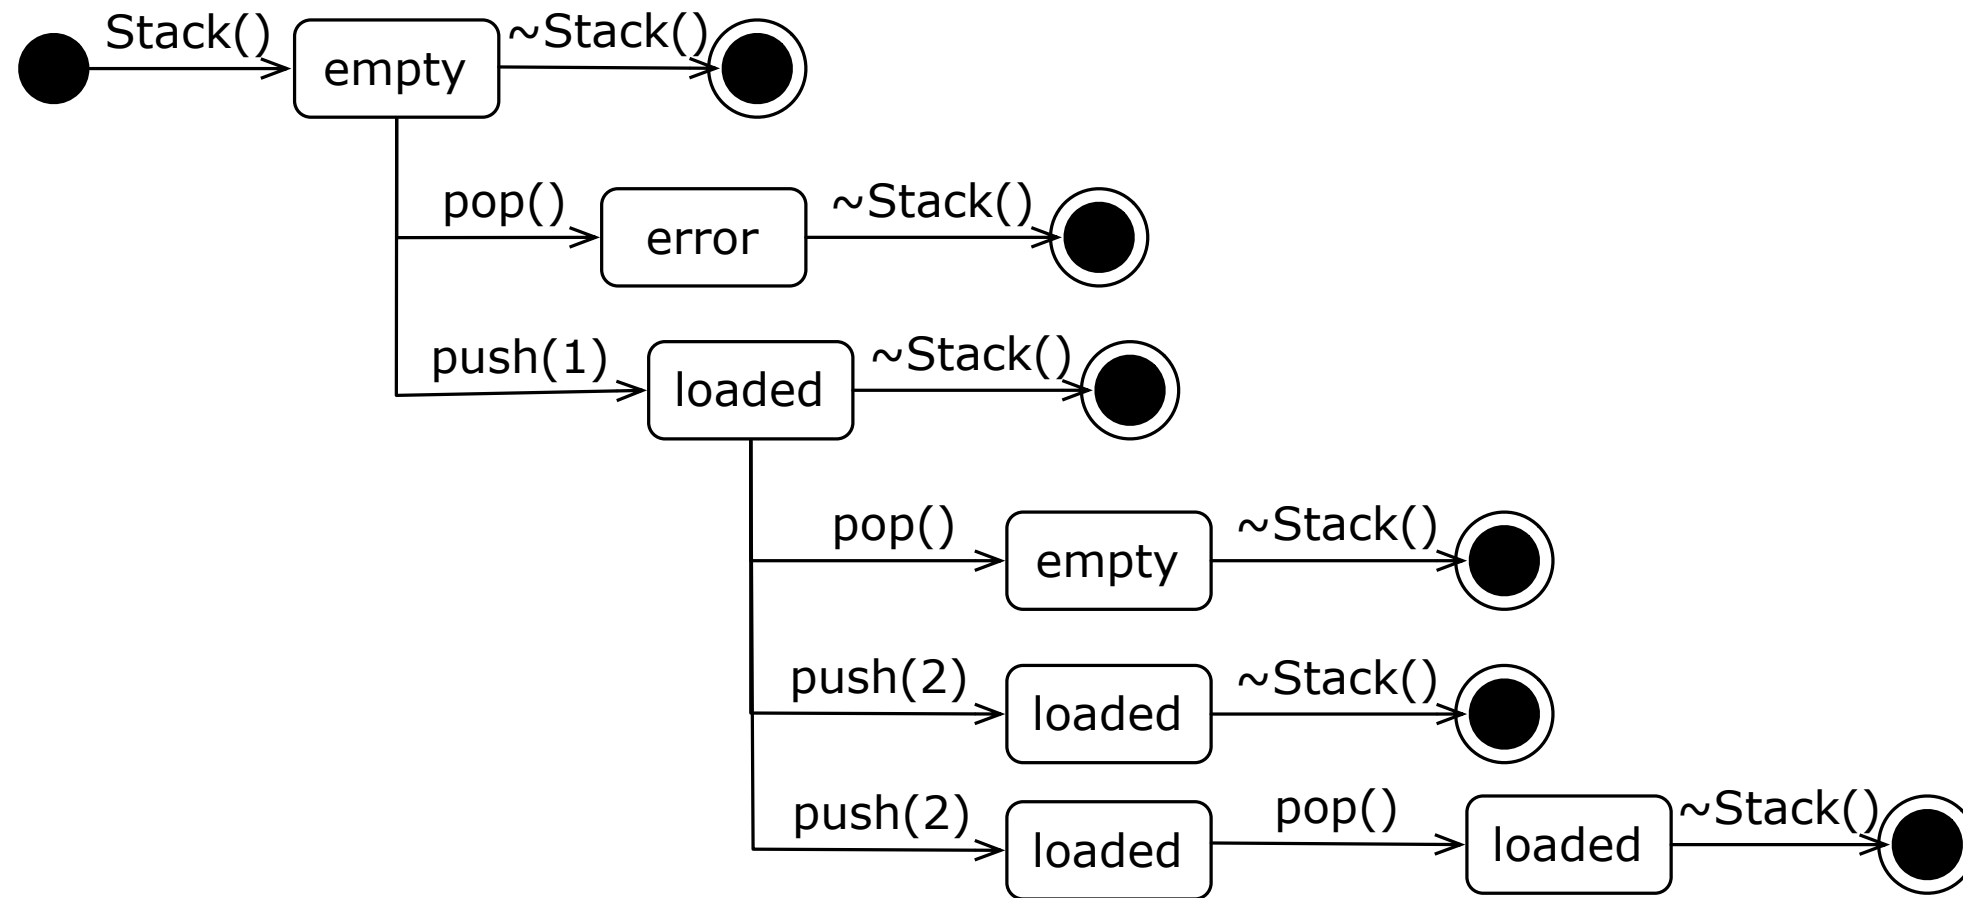 Stack()
empty
~Stack()
pop()
error
~Stack()
push(1)
loaded
~Stack()
pop()
empty
~Stack()
push(2)
loaded
~Stack()
push(2)
loaded
pop()
loaded
~Stack()